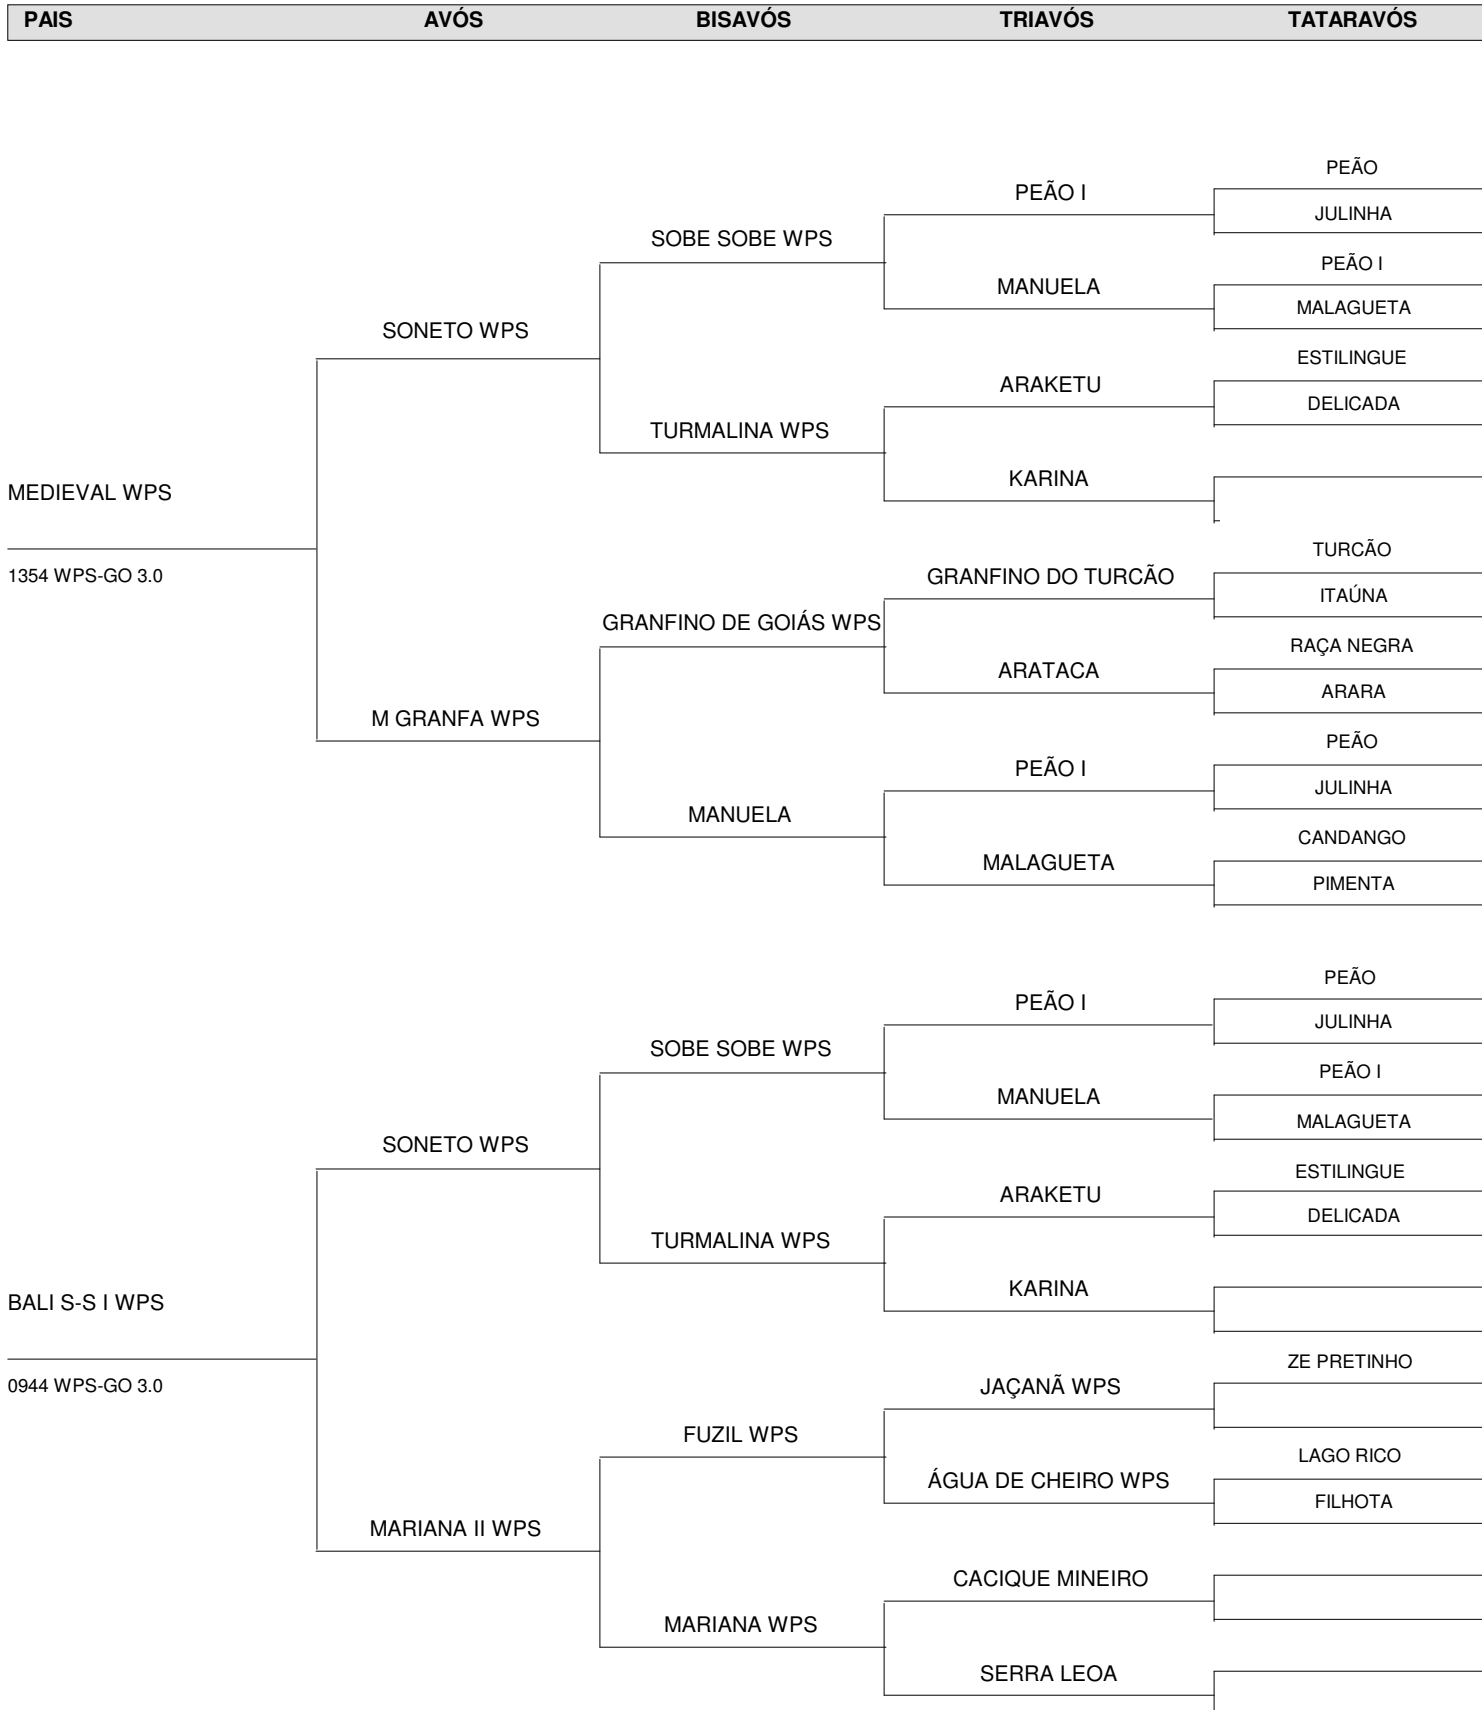 PAIS AVÓS BISAVÓS TRIAVÓS TATARAVÓS
PEÃO
PEÃO I
JULINHA
SOBE SOBE WPS
PEÃO I
MANUELA
MALAGUETA
SONETO WPS
ESTILINGUE
ARAKETU
DELICADA
TURMALINA WPS
KARINA
MEDIEVAL WPS
TURCÃO
1354 WPS-GO 3.0
GRANFINO DO TURCÃO
ITAÚNA
GRANFINO DE GOIÁS WPS
RAÇA NEGRA
ARATACA
ARARA
M GRANFA WPS
PEÃO
PEÃO I
JULINHA
MANUELA
CANDANGO
MALAGUETA
PIMENTA
PEÃO
PEÃO I
JULINHA
SOBE SOBE WPS
PEÃO I
MANUELA
MALAGUETA
SONETO WPS
ESTILINGUE
ARAKETU
DELICADA
TURMALINA WPS
KARINA
BALI S-S I WPS
ZE PRETINHO
0944 WPS-GO 3.0
JAÇANÃ WPS
FUZIL WPS
LAGO RICO
ÁGUA DE CHEIRO WPS
FILHOTA
MARIANA II WPS
CACIQUE MINEIRO
MARIANA WPS
SERRA LEOA